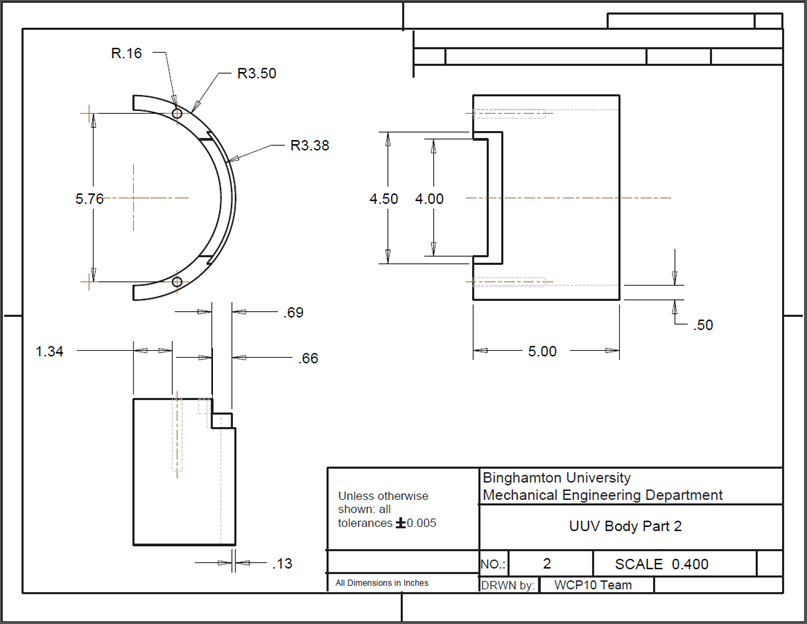 R.16
R3.50
R3.38
5.76
4.50 4.00
.69
.50
1.34
.66
5.00
.13
Unless otherwise
shown: all
tolerances ±0.005
All Dimensions in Inches
Binghamton University
Mechanical Engineering Department
UUV Body Part 2
NO.: 2 SCALE 0.400
DRWN by: WCP10 Team